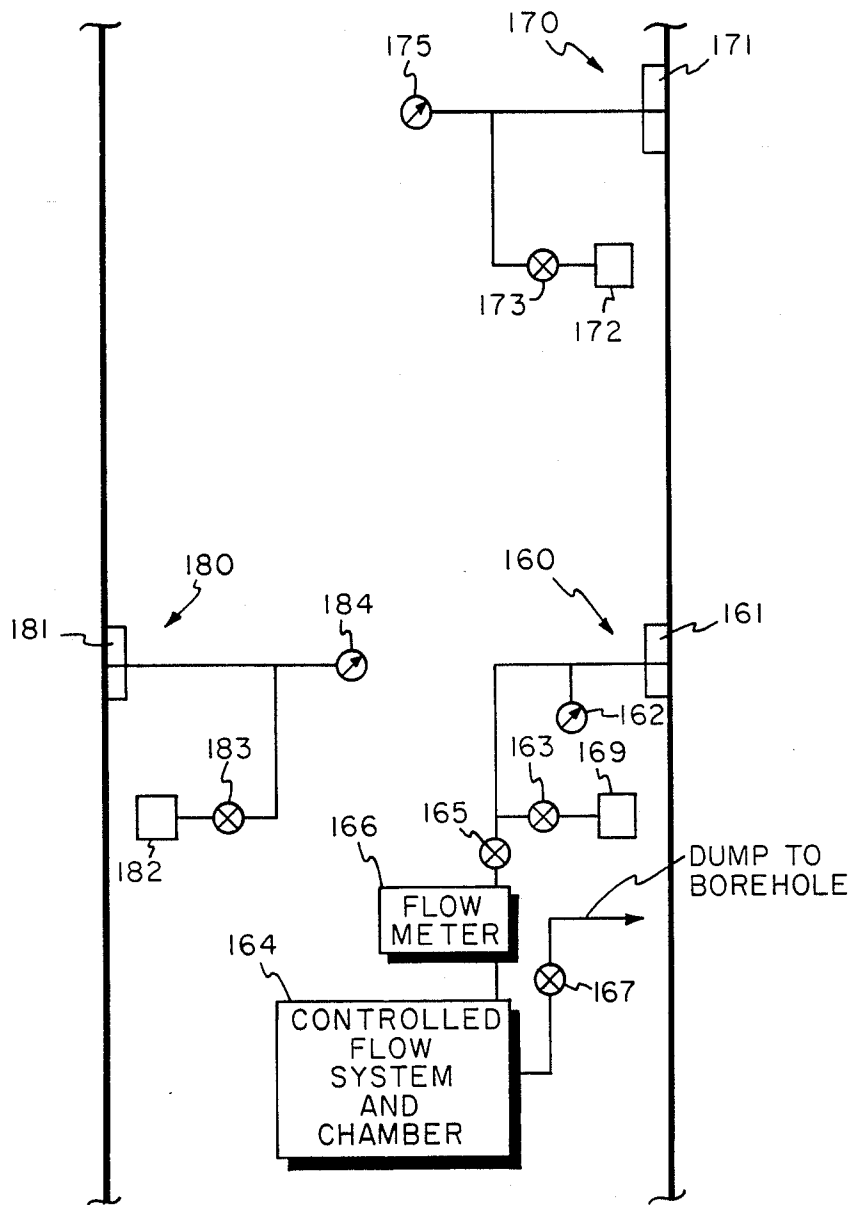 175
170
171
173
172
180
184
160
161
181
162
183
163
169
182
166
165
DUMP TO
BOREHOLE
FLOW
METER
164
167
CONTROLLED
FLOW
SYSTEM
AND
CHAMBER